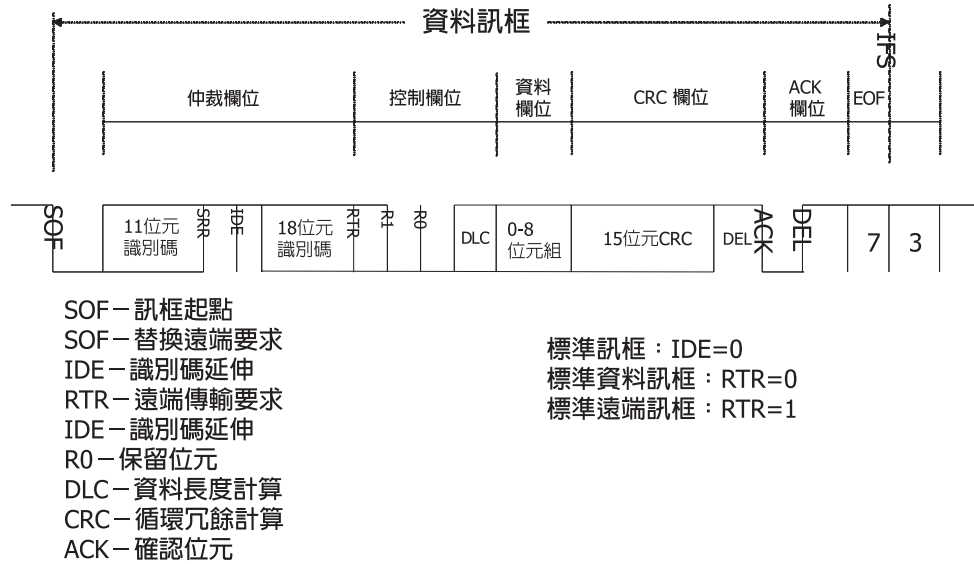 資料訊框
IFS
仲裁欄位
控制欄位
資料
欄位
CRC 欄位
ACK
欄位
EOF
SOF
11位元
識別碼
SRR
IDE
18位元
識別碼
RTR
R1
R0
DLC
0-8
位元組
15位元CRC
DEL
ACK
DEL
7
3
SOF－訊框起點
SOF－替換遠端要求
IDE－識別碼延伸
RTR－遠端傳輸要求
IDE－識別碼延伸
R0－保留位元
DLC－資料長度計算
CRC－循環冗餘計算
ACK－確認位元
標準訊框：IDE=0
標準資料訊框：RTR=0
標準遠端訊框：RTR=1